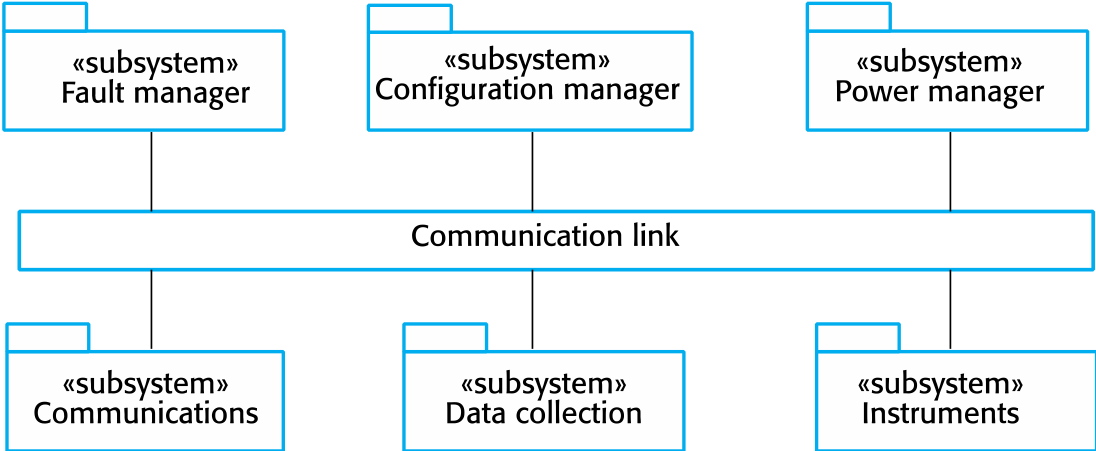 «subsystem»
Fault manager
«subsystem»
Configuration manager
«subsystem»
Power manager
Communication link
«subsystem»
Communications
«subsystem»
Data collection
«subsystem»
Instruments